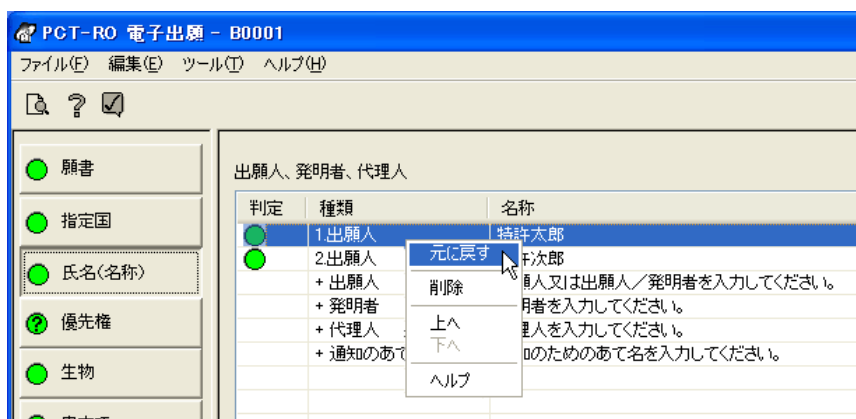 PCT-RO 電子出願 - B0001
ファイル(F) 編集(E) ツール(T) ヘルプ(H)
願書
指定国
氏名(名称)
優先権
生物
出願人、発明者、代理人
判定 種類 名称
1.出願人 特許太郎
2.出願人 次郎
+ 出願人 人又は出願人/発明者を入力してください。
+ 発明者 明者を入力してください。
+ 代理人 理人を入力してください。
+ 通知のあて のためのあて名を入力してください。
元に戻す
削除
上へ
下へ
ヘルプ